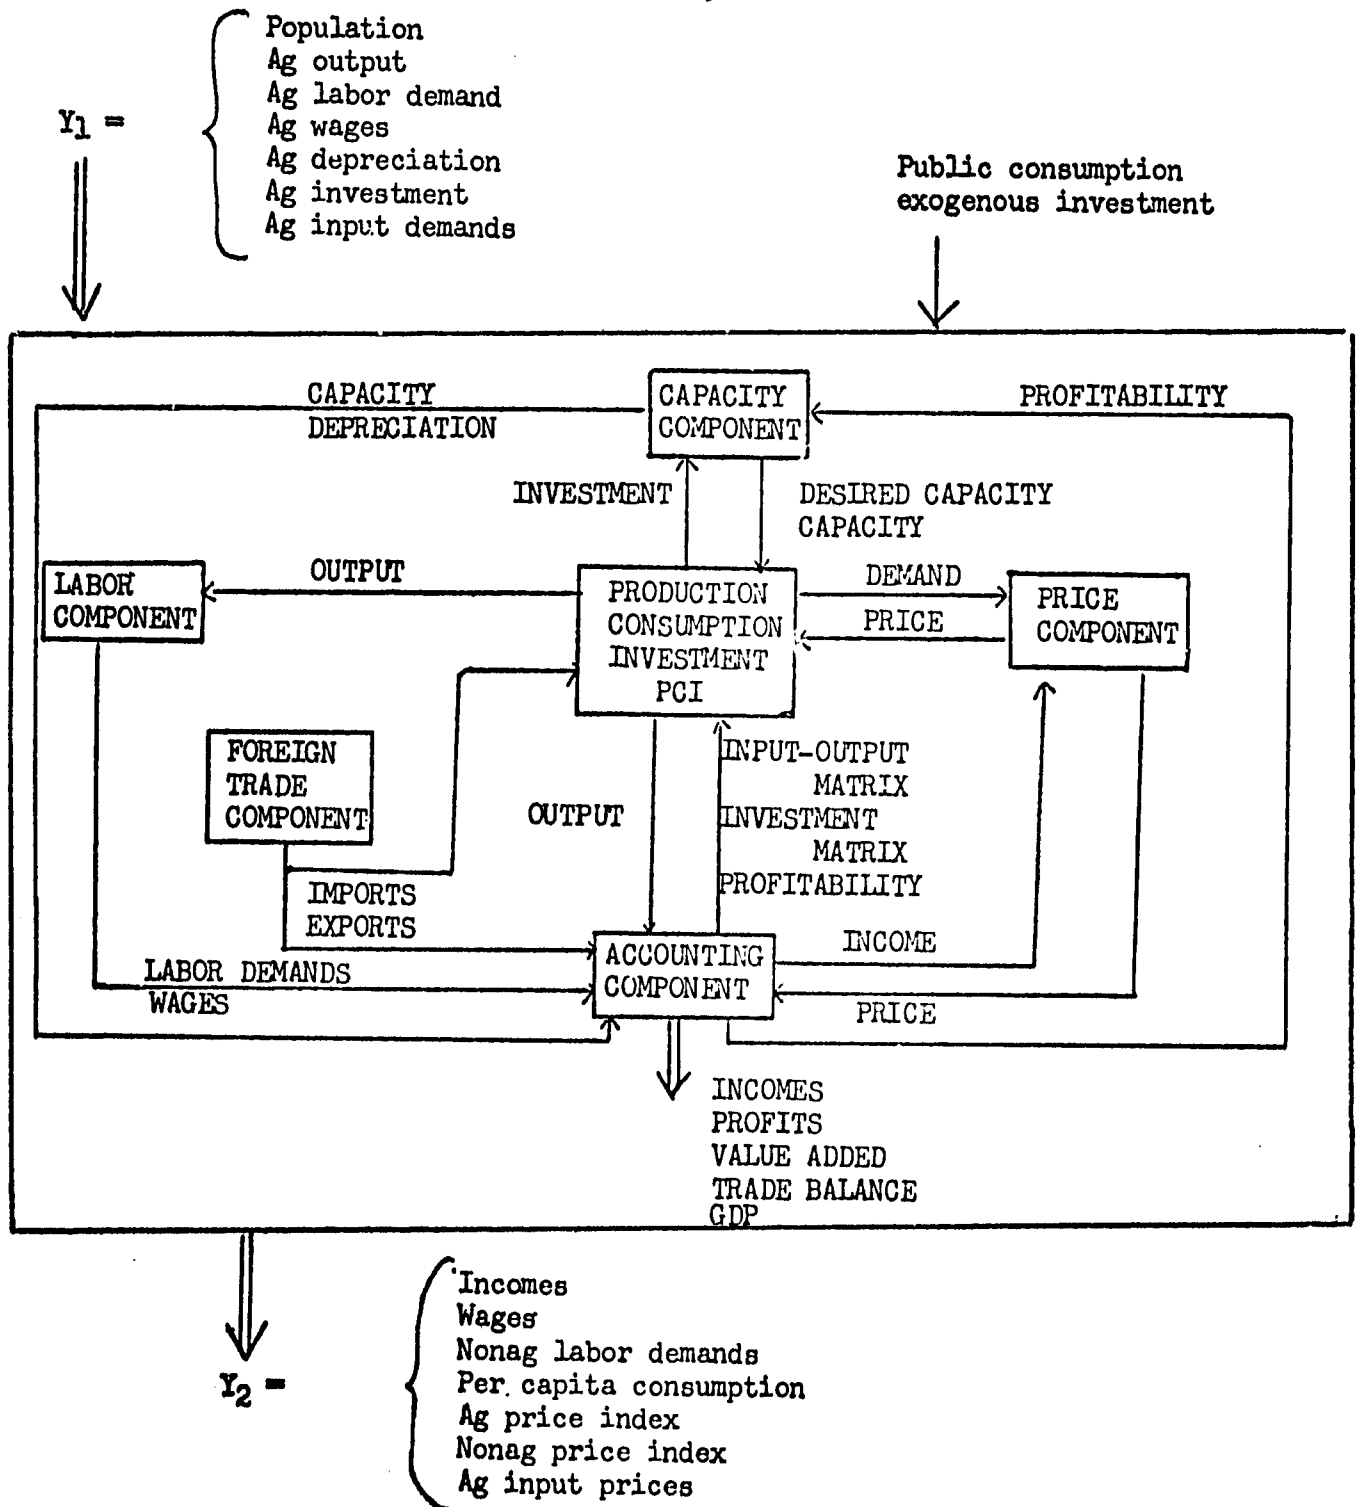 Population
Ag output
Ag labor demand
Y1 =
Ag wages
Ag depreciation
Ag investment
Ag input demands
Public consumption
exogenous investment
CAPACITY
DEPRECIATION
CAPACITY
COMPONENT
PROFITABILITY
INVESTMENT
DESIRED CAPACITY
CAPACITY
LABOR
COMPONENT
OUTPUT
PRODUCTION
CONSUMPTION
INVESTMENT
PCI
DEMAND
PRICE
PRICE
COMPONENT
FOREIGN
TRADE
COMPONENT
OUTPUT
INPUT-OUTPUT
MATRIX
INVESTMENT
MATRIX
PROFITABILITY
IMPORTS
EXPORTS
LABOR DEMANDS
WAGES
ACCOUNTING
COMPONENT
INCOME
PRICE
INCOMES
PROFITS
VALUE ADDED
TRADE BALANCE
GDP
Y2 =
Incomes
Wages
Nonag labor demands
Per. capita consumption
Ag price index
Nonag price index
Ag input prices